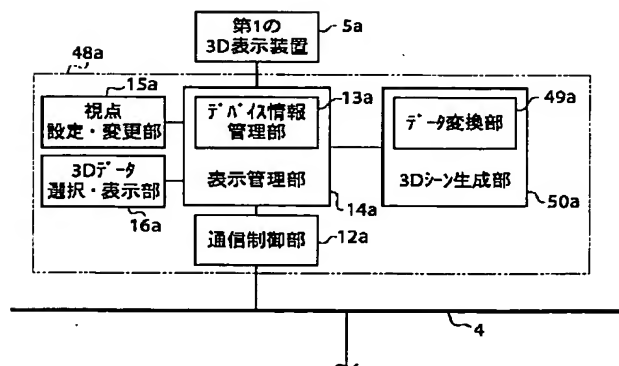 第1の
3D表示装置
5a
48a
15a
視点
設定・変更部
ﾃﾞﾊﾞｲｽ情報
管理部
13a
ﾃﾞｰﾀ変換部
49a
3Dﾃﾞｰﾀ
選択・表示部
16a
表示管理部
14a
3Dｼｰﾝ生成部
50a
通信制御部
12a
4